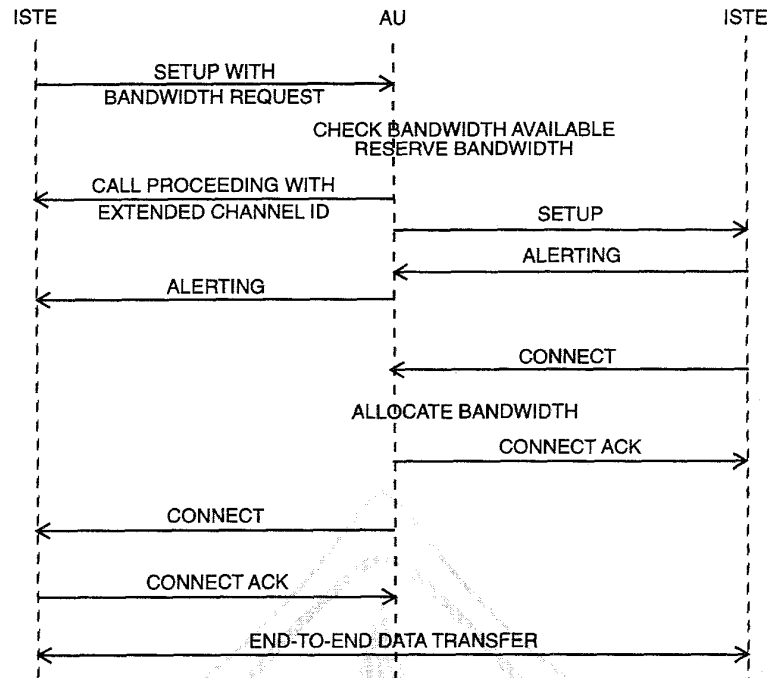 ISTE AU ISTE
SETUP WITH
BANDWIDTH REQUEST
CHECK BANDWIDTH AVAILABLE
RESERVE BANDWIDTH
CALL PROCEEDING WITH
EXTENDED CHANNEL ID
SETUP
ALERTING
ALERTING
CONNECT
ALLOCATE BANDWIDTH
CONNECT ACK
CONNECT
CONNECT ACK
END-TO-END DATA TRANSFER